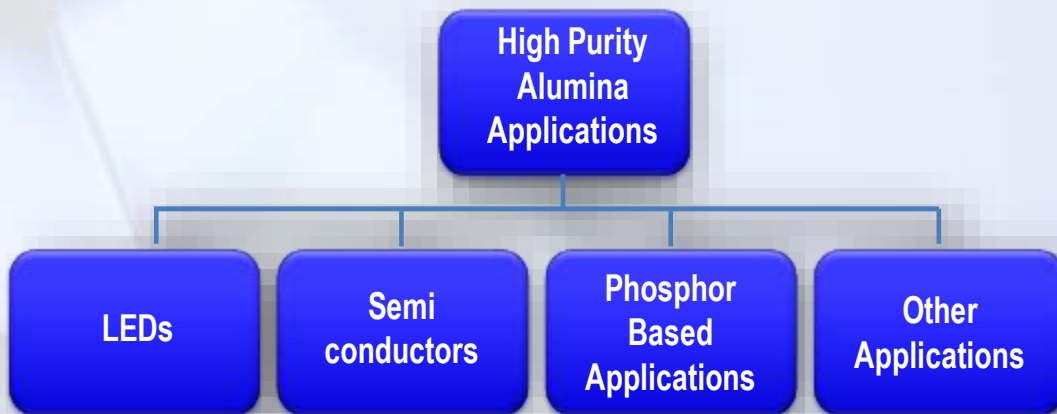 High Purity
Alumina
Applications
LEDs
Semi
conductors
Phosphor
Based
Applications
Other
Applications